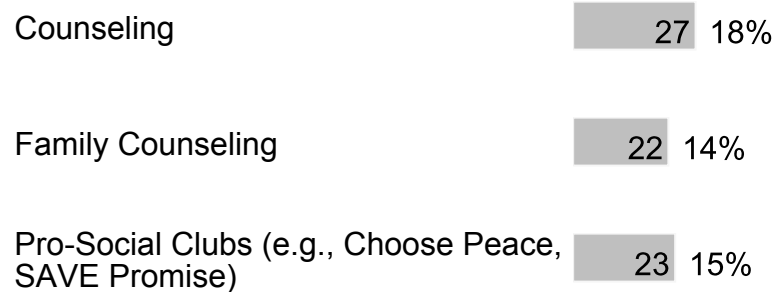 Counseling 27 18%
Family Counseling 22 14%
Pro-Social Clubs (e.g., Choose Peace,
SAVE Promise) 23 15%